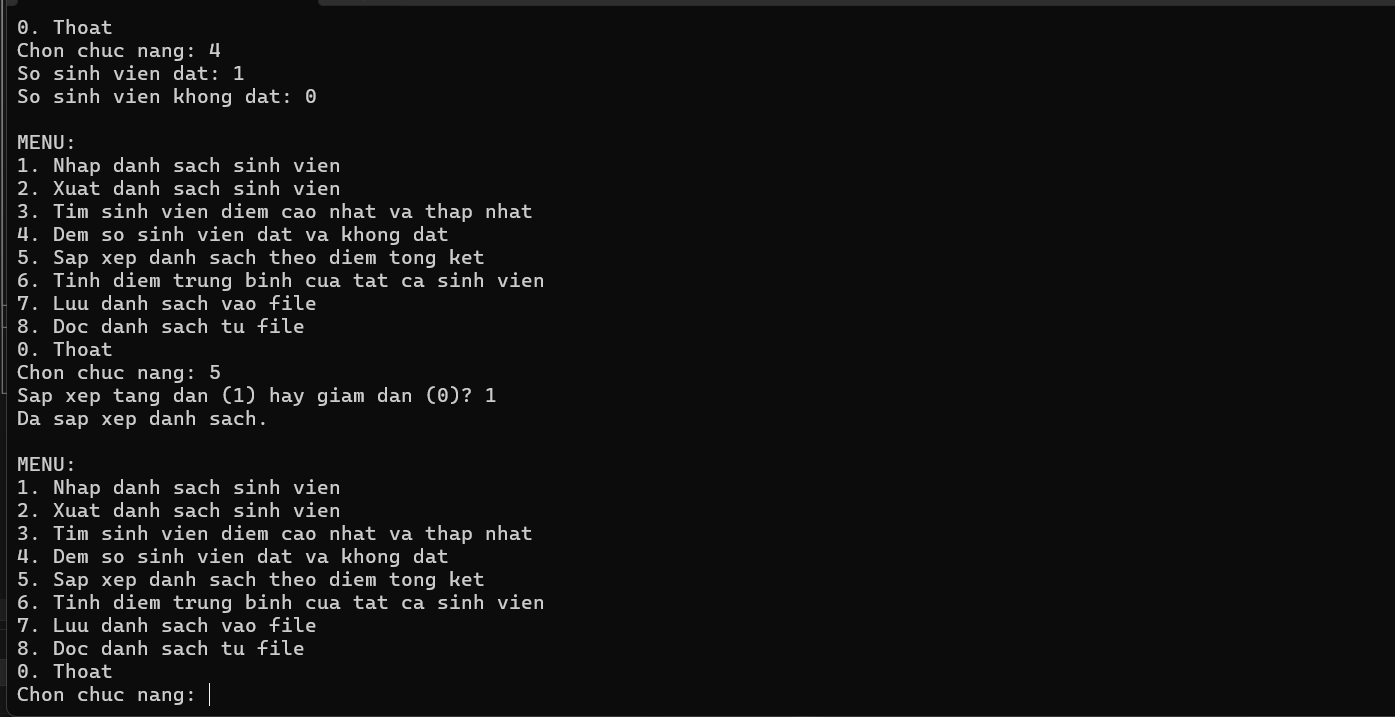 0. Thoat
Chon chuc nang: 4
So sinh vien dat: 1
So sinh vien khong dat: 0
MENU:
1. Nhap danh sach sinh vien
2. Xuat danh sach sinh vien
3. Tim sinh vien diem cao nhat va thap nhat
4. Dem so sinh vien dat va khong dat
5. Sap xep danh sach theo diem tong ket
6. Tinh diem trung binh cua tat ca sinh vien
7. Luu danh sach vao file
8. Doc danh sach tu file
0. Thoat
Chon chuc nang: 5
Sap xep tang dan (1) hay giam dan (0)? 1
Da sap xep danh sach.
MENU:
1. Nhap danh sach sinh vien
2. Xuat danh sach sinh vien
3. Tim sinh vien diem cao nhat va thap nhat
4. Dem so sinh vien dat va khong dat
5. Sap xep danh sach theo diem tong ket
6. Tinh diem trung binh cua tat ca sinh vien
7. Luu danh sach vao file
8. Doc danh sach tu file
0. Thoat
Chon chuc nang: